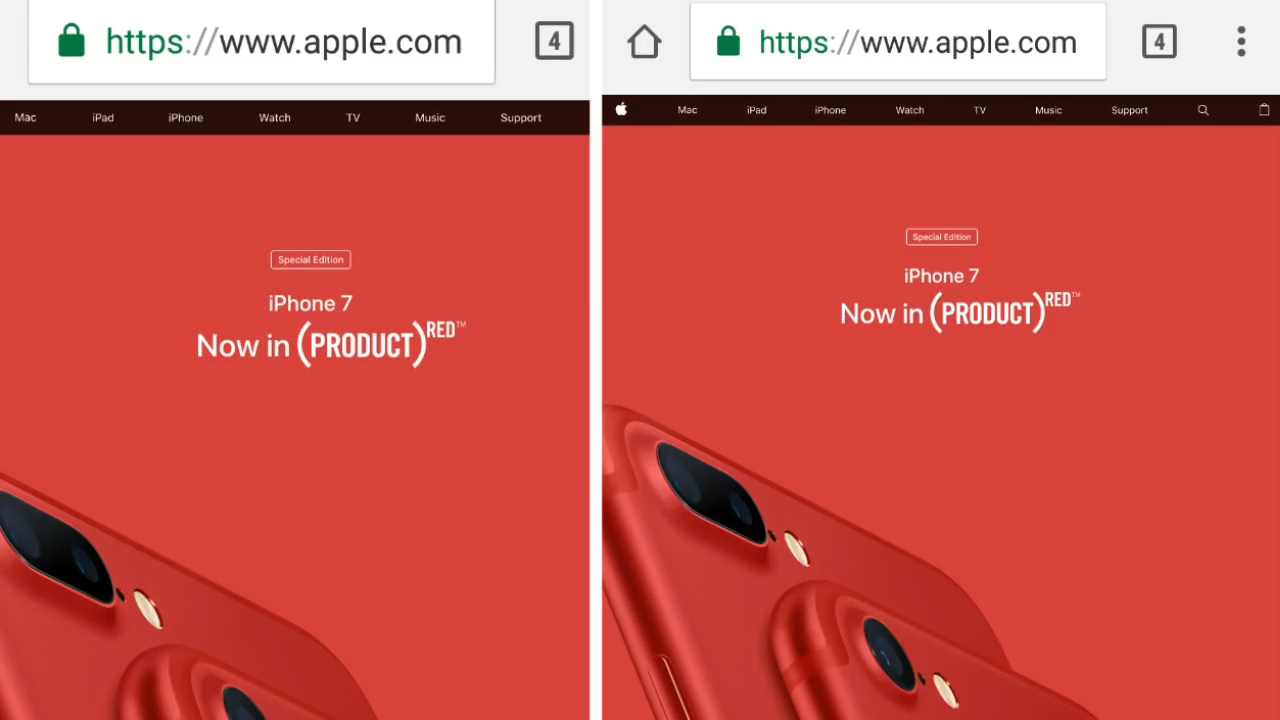 https://www.apple.com 4
Mac iPad iPhone Watch TV Music Support
Special Edition
iPhone 7
Now in (PRODUCT)RED™
https://www.apple.com 4
Mac iPad iPhone Watch TV Music Support
Special Edition
iPhone 7
Now in (PRODUCT)RED™